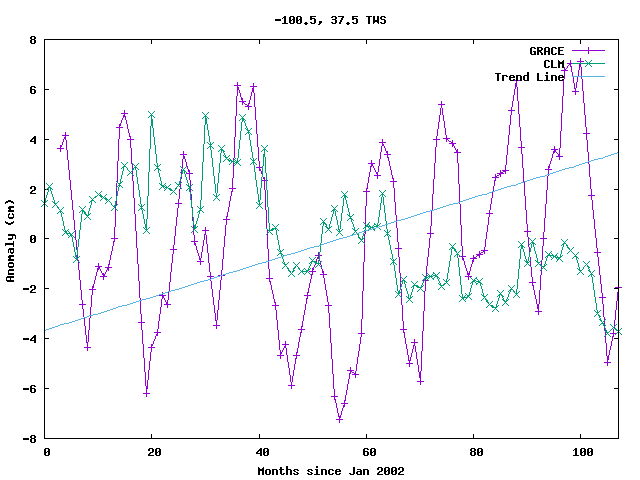 -100.5, 37.5 TWS
GRACE
CLM
Trend Line
8
6
4
2
0
-2
-4
-6
-8
Anomaly (cm)
0 20 40 60 80 100
Months since Jan 2002